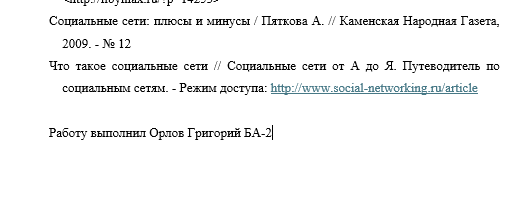 Социальные сети: плюсы и минусы / Пяткова А. // Каменская Народная Газета,
2009. - № 12
Что такое социальные сети // Социальные сети от А до Я. Путеводитель по
социальным сетям. - Режим доступа: http://www.social-networking.ru/article
Работу выполнил Орлов Григорий БА-2